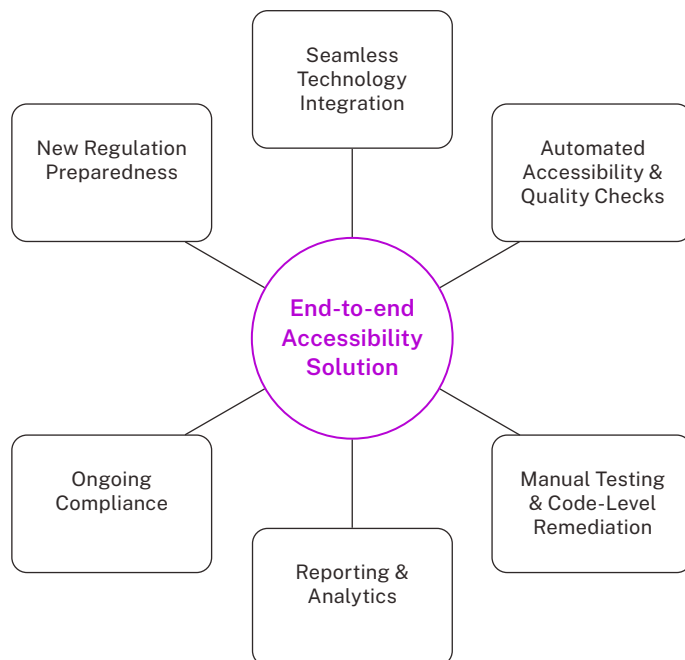 Seamless
Technology
Integration
New Regulation
Preparedness
Automated
Accessibility &
Quality Checks
End-to-end
Accessibility
Solution
Ongoing
Compliance
Manual Testing
& Code-Level
Remediation
Reporting &
Analytics